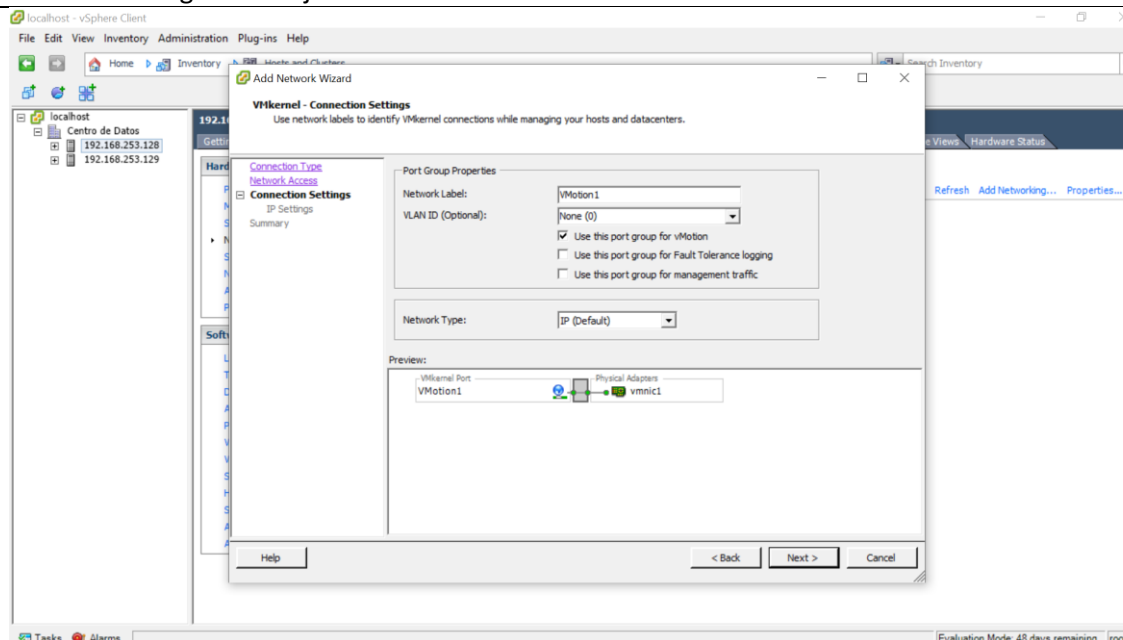 localhost - vSphere Client
File Edit View Inventory Administration Plug-ins Help
Home Inventory Hosts and Clusters
Search Inventory
Add Network Wizard
VMkernel - Connection Settings
Use network labels to identify VMkernel connections while managing your hosts and datacenters.
localhost
Centro de Datos
192.168.253.128
192.168.253.129
Hardware Status
Refresh Add Networking... Properties...
Connection Type
Network Access
Connection Settings
IP Settings
Summary
Port Group Properties
Network Label: VMotion1
VLAN ID (Optional): None (0)
Use this port group for vMotion
Use this port group for Fault Tolerance logging
Use this port group for management traffic
Network Type: IP (Default)
Preview:
VMkernel Port
VMotion1
Physical Adapters
vmnic1
Help < Back Next > Cancel
Tasks Alarms
Evaluation Mode: 48 days remaining